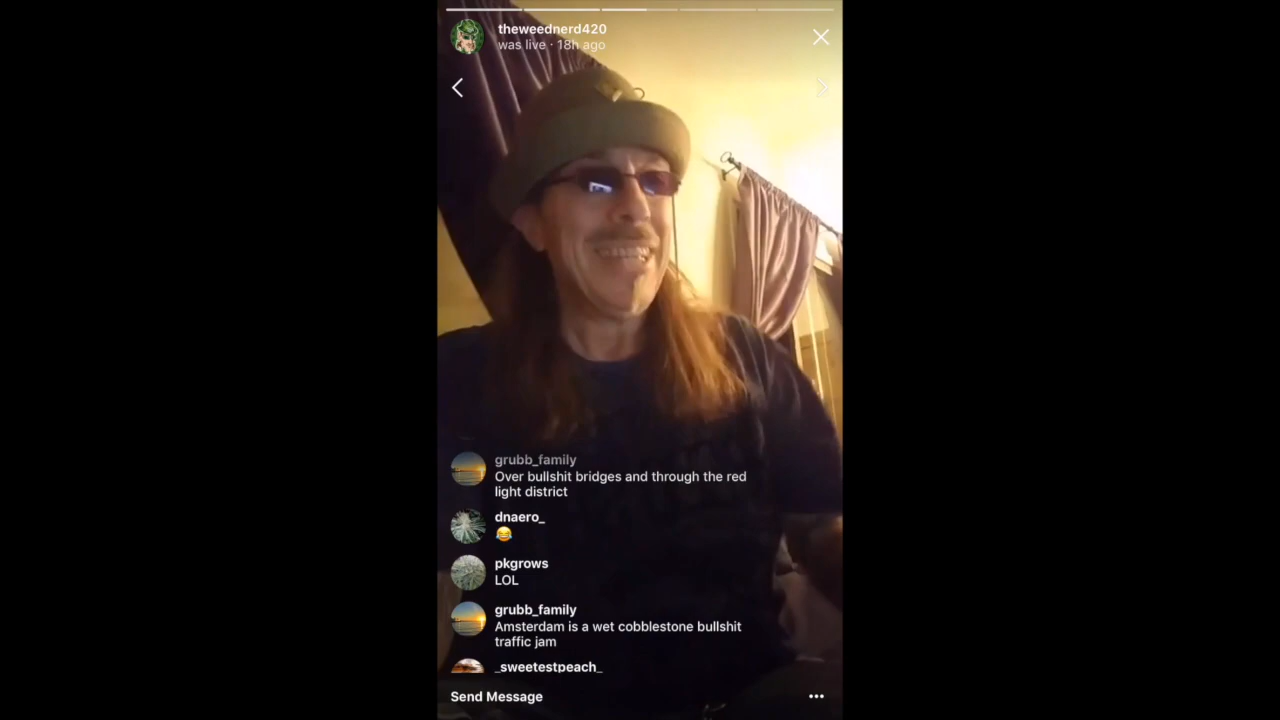 theweednerd420
was live · 18h ago
grubb_family
Over bullshit bridges and through the red
light district
dnaero_
😂
pkgrows
LOL
grubb_family
Amsterdam is a wet cobblestone bullshit
traffic jam
_sweetestpeach_
Send Message